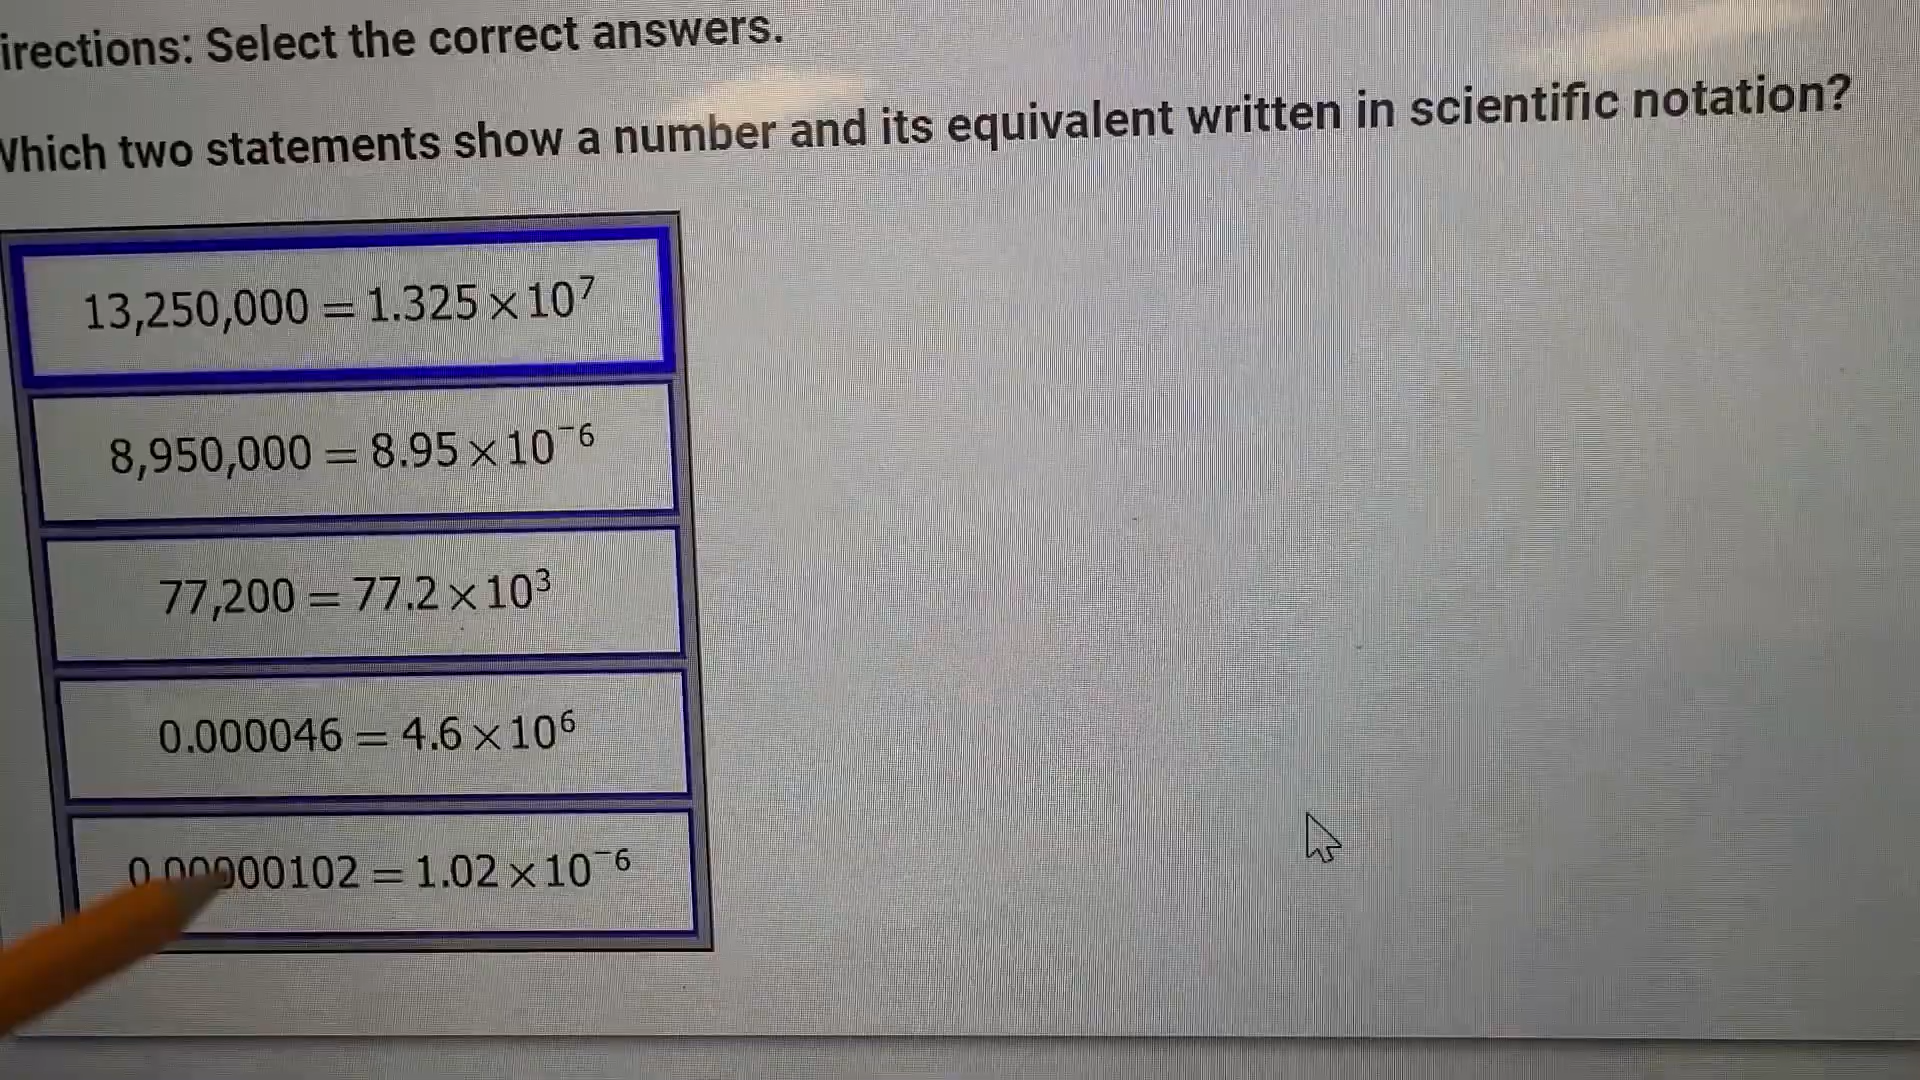 irections: Select the correct answers.
Which two statements show a number and its equivalent written in scientific notation?
13,250,000 = 1.325 × 10⁷
8,950,000 = 8.95 × 10⁻⁶
77,200 = 77.2 × 10³
0.000046 = 4.6 × 10⁶
0.00000102 = 1.02 × 10⁻⁶